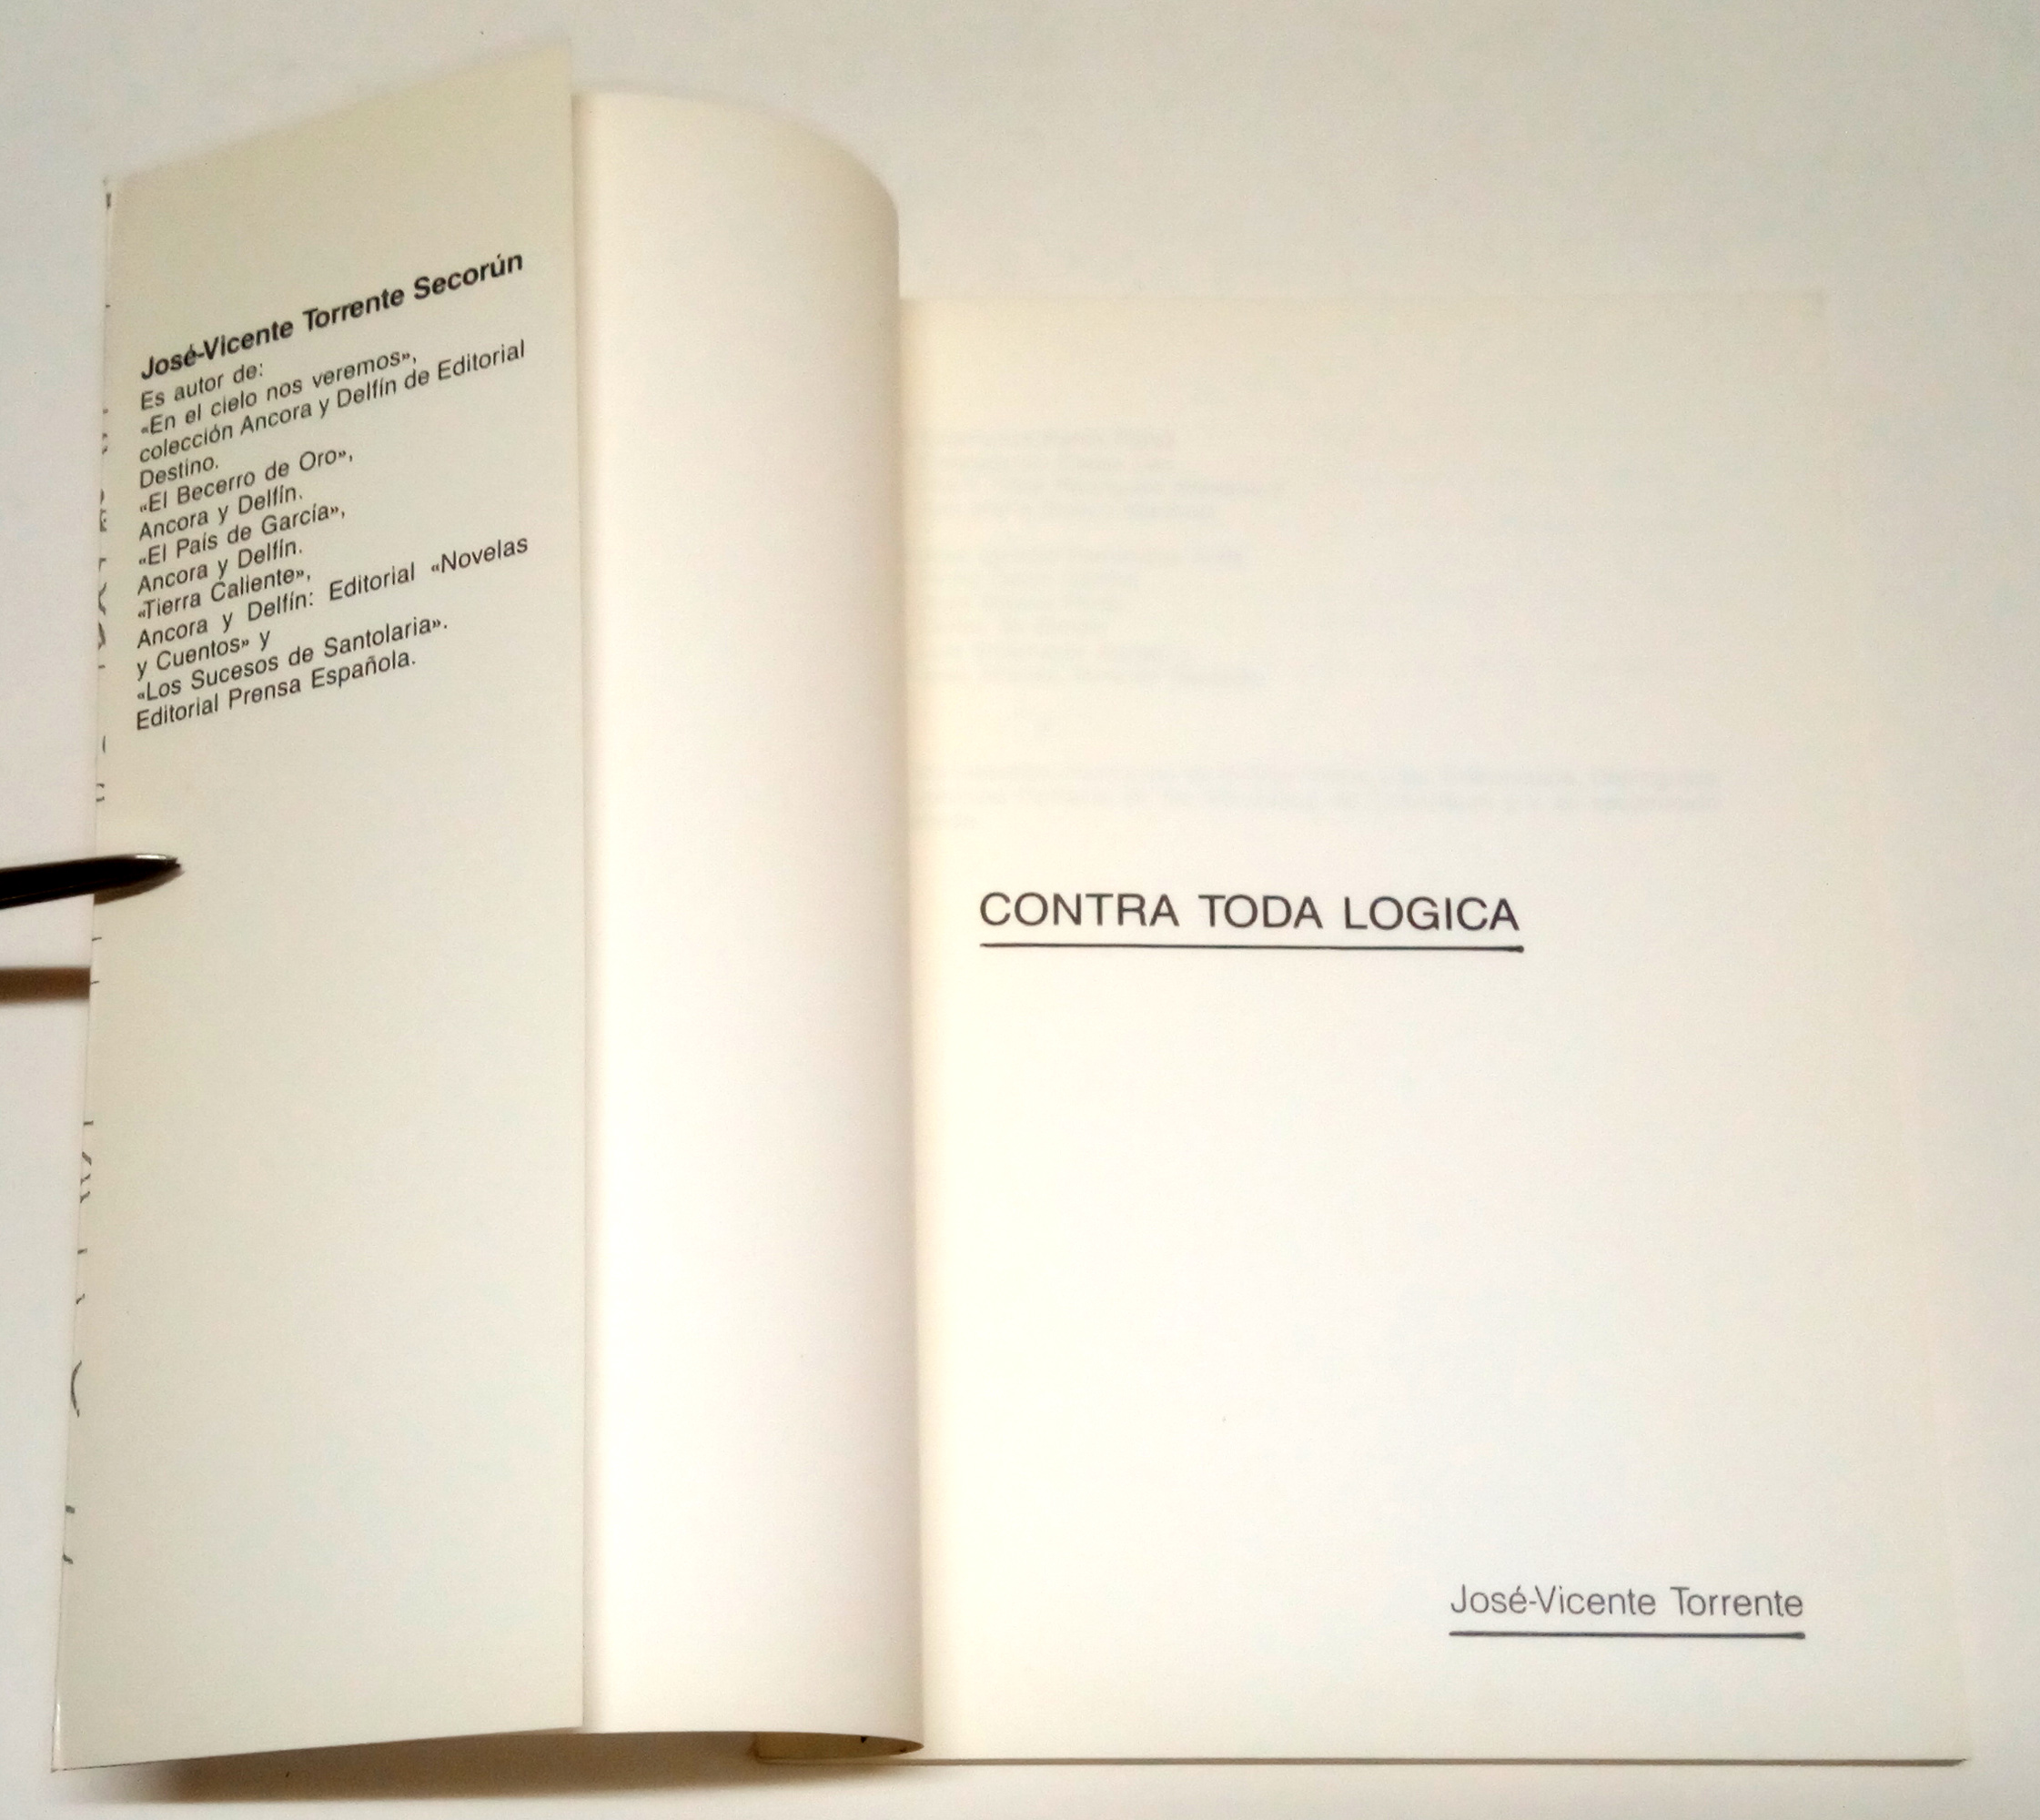 José-Vicente Torrente Secorún
Es autor de:
«En el cielo nos veremos»,
colección Ancora y Delfín de Editorial
Destino.
«El Becerro de Oro»,
Ancora y Delfín.
«El País de García»,
Ancora y Delfín.
«Tierra Caliente»,
Ancora y Delfín: Editorial «Novelas
y Cuentos» y
«Los Sucesos de Santolaria».
Editorial Prensa Española.
CONTRA TODA LOGICA
José-Vicente Torrente